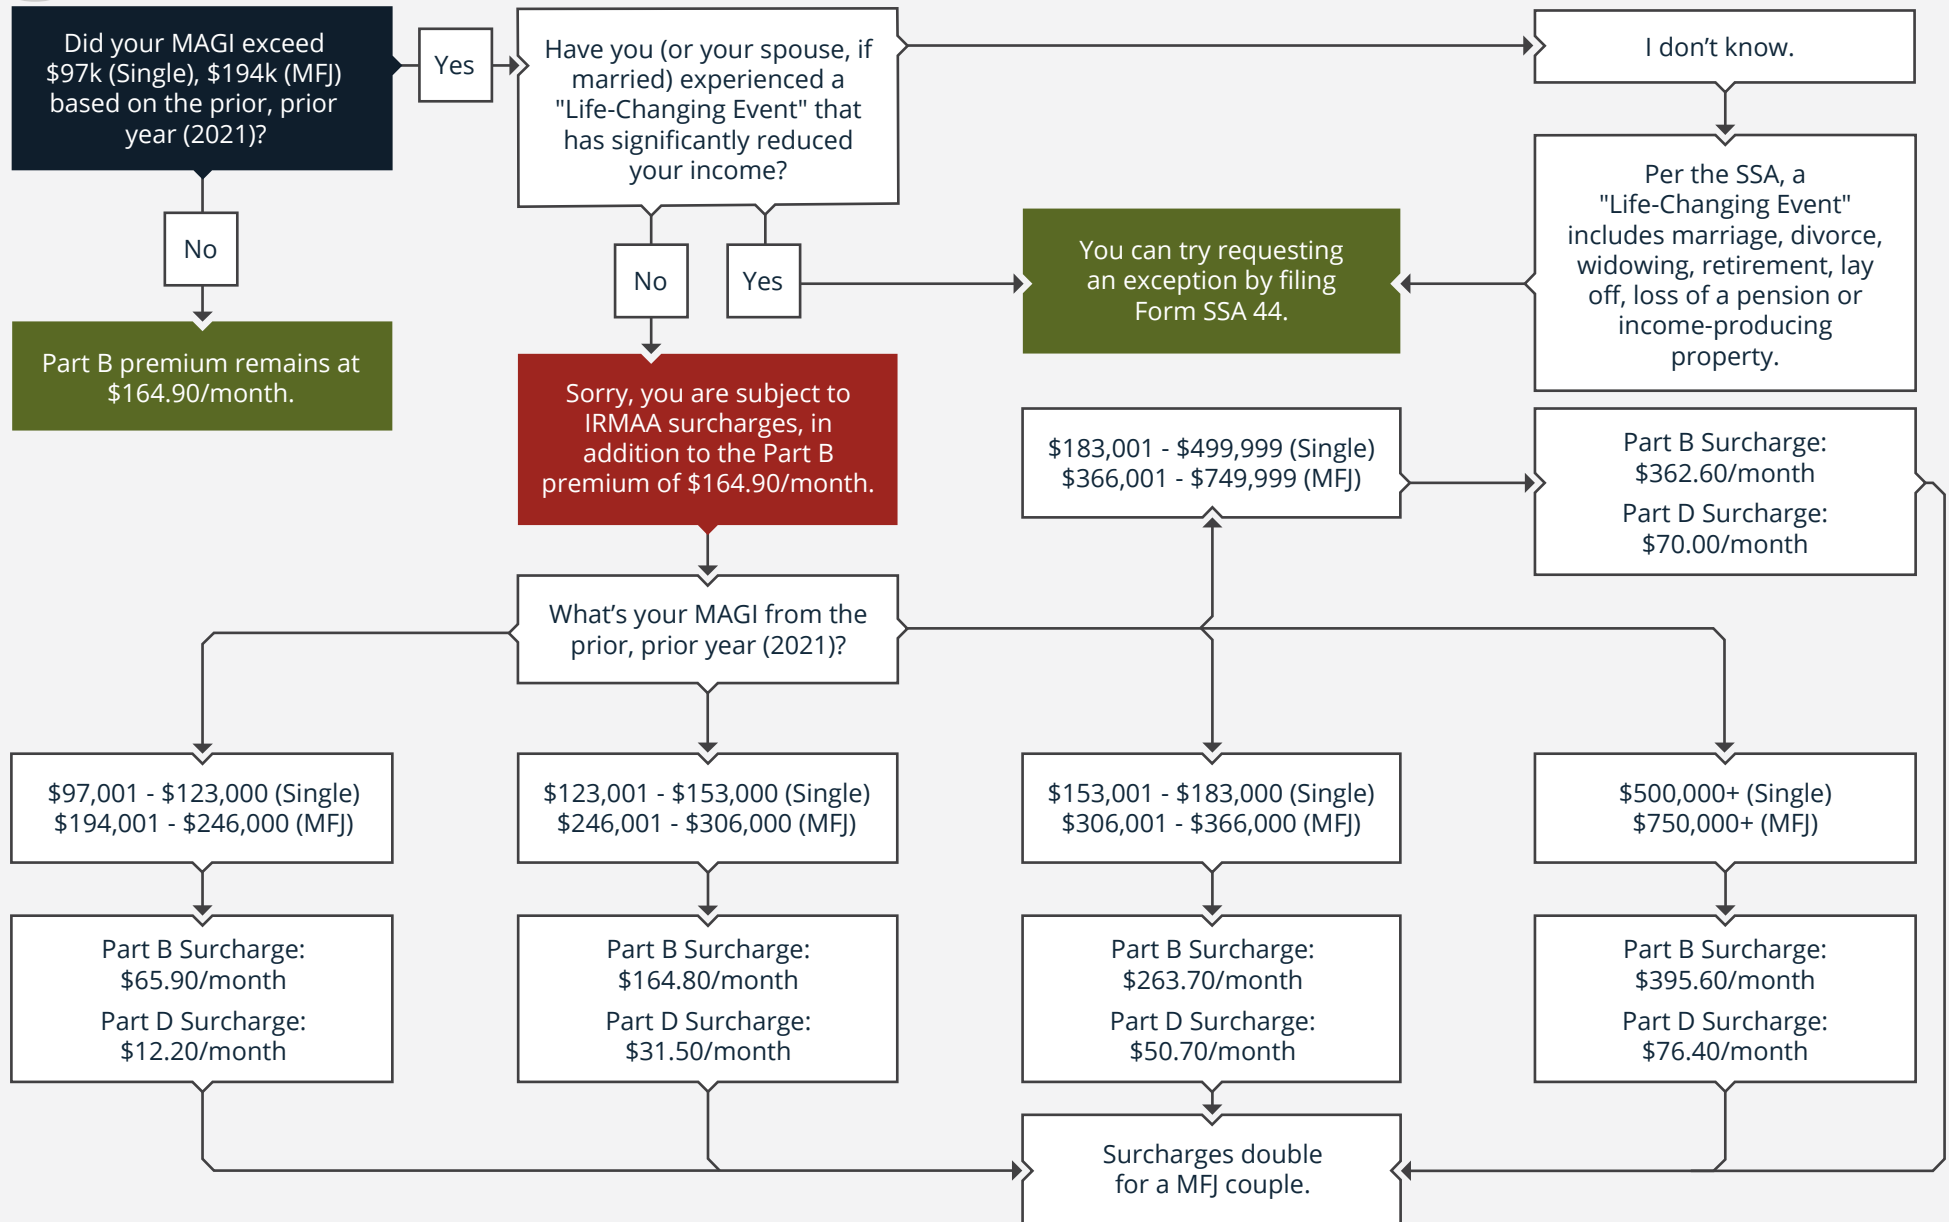 Did your MAGI exceed
$97k (Single), $194k (MFJ)
based on the prior, prior
year (2021)?
Yes
Have you (or your spouse, if
married) experienced a
"Life-Changing Event" that
has significantly reduced
your income?
I don’t know.
Per the SSA, a
"Life-Changing Event"
includes marriage, divorce,
widowing, retirement, lay
off, loss of a pension or
income-producing
property.
No
No
Yes
You can try requesting
an exception by filing
Form SSA 44.
Part B premium remains at
$164.90/month.
Sorry, you are subject to
IRMAA surcharges, in
addition to the Part B
premium of $164.90/month.
$183,001 - $499,999 (Single)
$366,001 - $749,999 (MFJ)
Part B Surcharge:
$362.60/month
Part D Surcharge:
$70.00/month
What’s your MAGI from the
prior, prior year (2021)?
$97,001 - $123,000 (Single)
$194,001 - $246,000 (MFJ)
$123,001 - $153,000 (Single)
$246,001 - $306,000 (MFJ)
$153,001 - $183,000 (Single)
$306,001 - $366,000 (MFJ)
$500,000+ (Single)
$750,000+ (MFJ)
Part B Surcharge:
$65.90/month
Part D Surcharge:
$12.20/month
Part B Surcharge:
$164.80/month
Part D Surcharge:
$31.50/month
Part B Surcharge:
$263.70/month
Part D Surcharge:
$50.70/month
Part B Surcharge:
$395.60/month
Part D Surcharge:
$76.40/month
Surcharges double
for a MFJ couple.